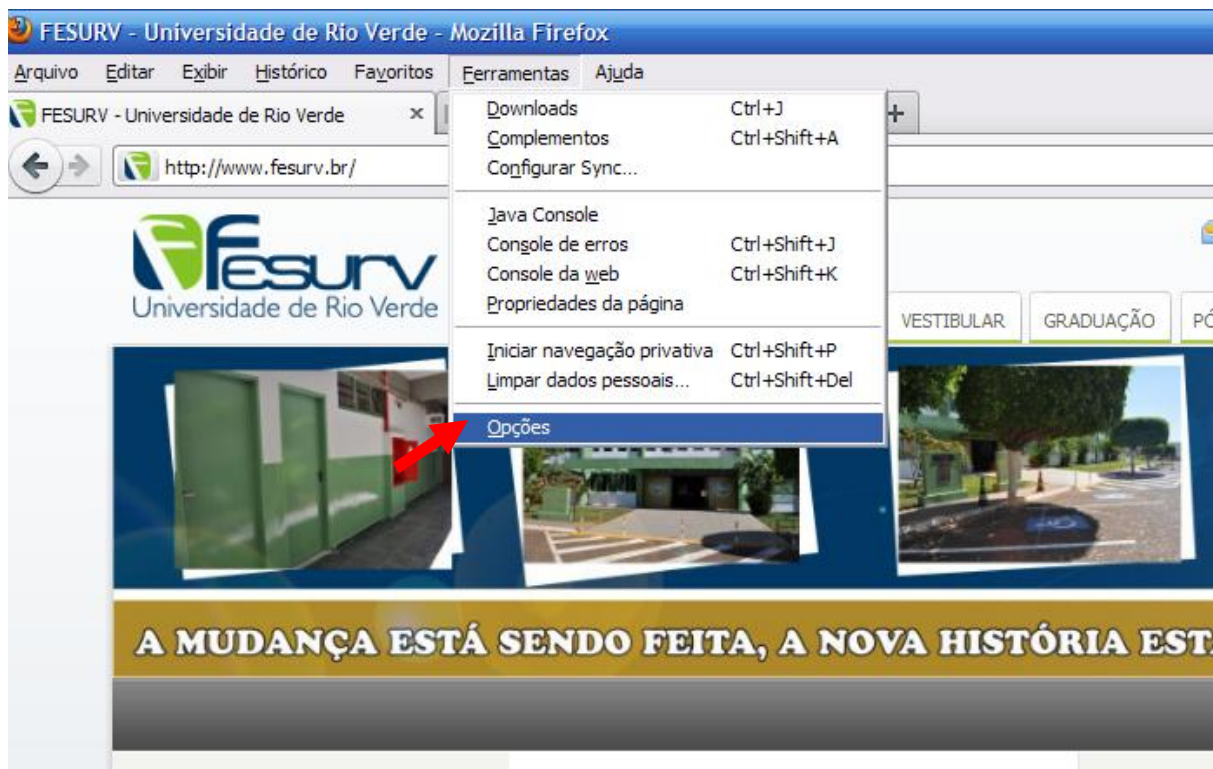 FESURV - Universidade de Rio Verde - Mozilla Firefox
Arquivo Editar Exibir Histórico Favoritos Ferramentas Ajuda
FESURV - Universidade de Rio Verde × +
http://www.fesurv.br/
Downloads Ctrl+J
Complementos Ctrl+Shift+A
Configurar Sync...
Java Console
Console de erros Ctrl+Shift+J
Console da web Ctrl+Shift+K
Propriedades da página
Iniciar navegação privativa Ctrl+Shift+P
Limpar dados pessoais... Ctrl+Shift+Del
Opções
Fesurv
Universidade de Rio Verde
VESTIBULAR GRADUAÇÃO PÓ
A MUDANÇA ESTÁ SENDO FEITA, A NOVA HISTÓRIA EST